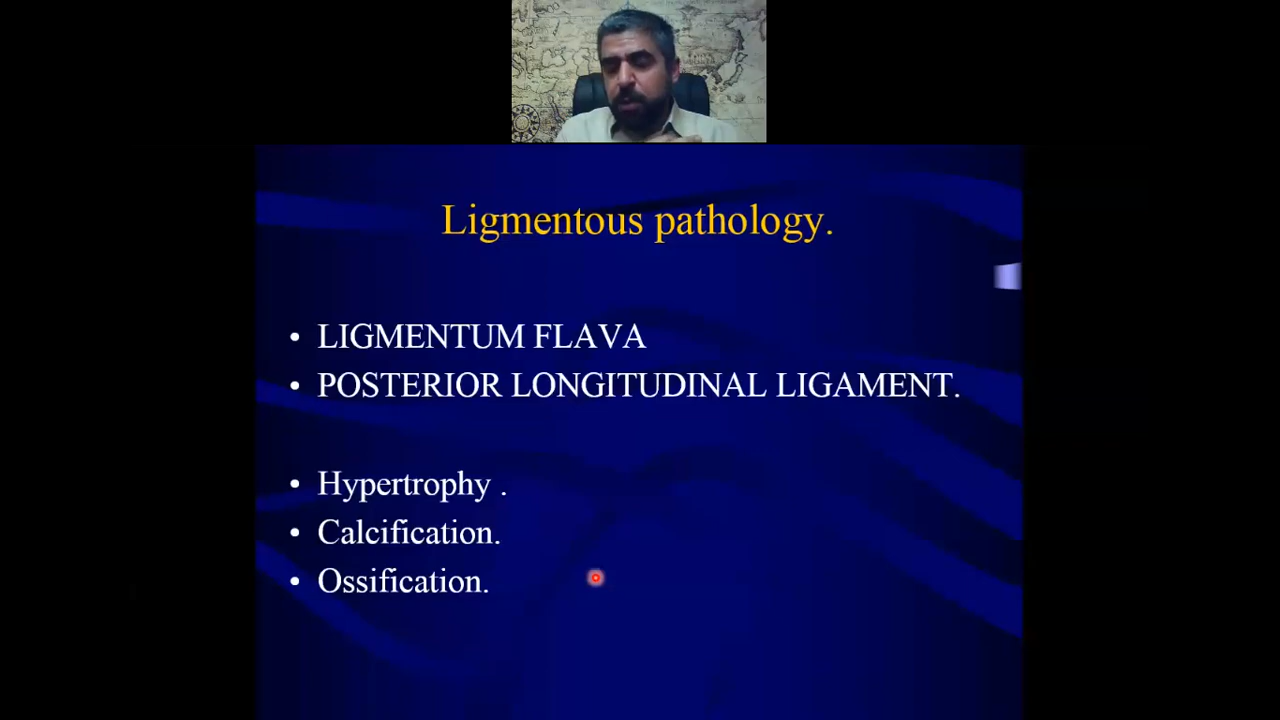 Ligmentous pathology.
• LIGMENTUM FLAVA
• POSTERIOR LONGITUDINAL LIGAMENT.
• Hypertrophy .
• Calcification.
• Ossification.